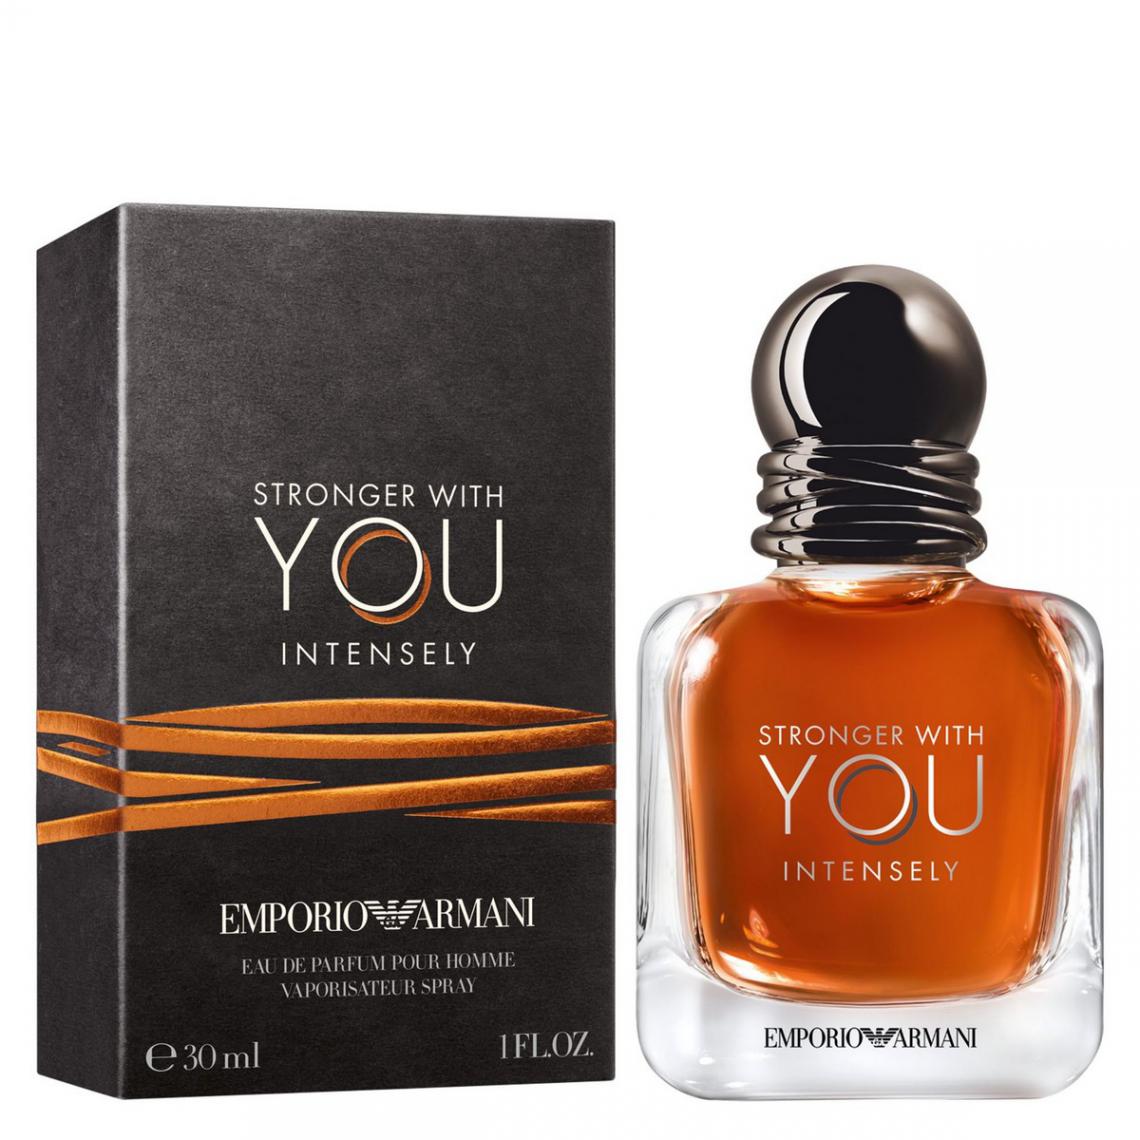 STRONGER WITH
YOU
INTENSELY
EMPORIO ARMANI
EAU DE PARFUM POUR HOMME
VAPORISATEUR SPRAY
℮ 30 ml
1 FL.OZ.
STRONGER WITH
YOU
INTENSELY
EMPORIO ARMANI